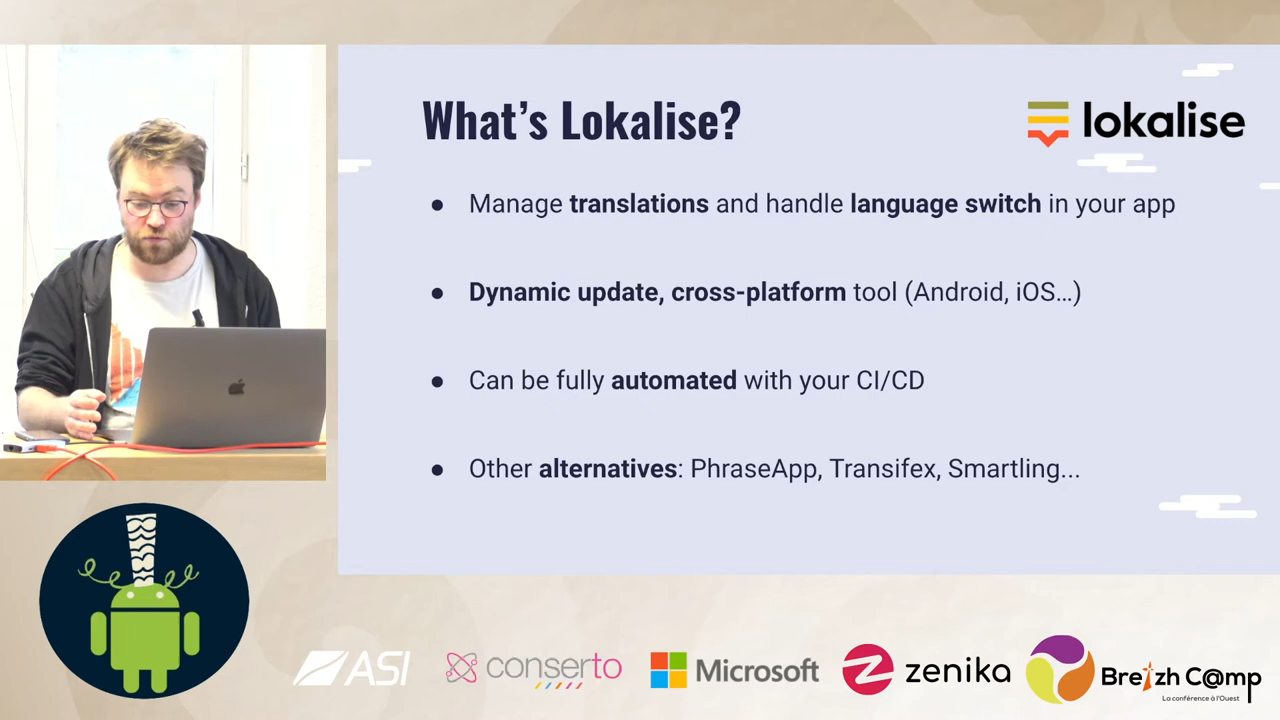 What's Lokalise?
lokalise
● Manage translations and handle language switch in your app
● Dynamic update, cross-platform tool (Android, iOS…)
● Can be fully automated with your CI/CD
● Other alternatives: PhraseApp, Transifex, Smartling...
ASI
conserto
Microsoft
zenika
Breizh C@mp
La conférence à l'Ouest